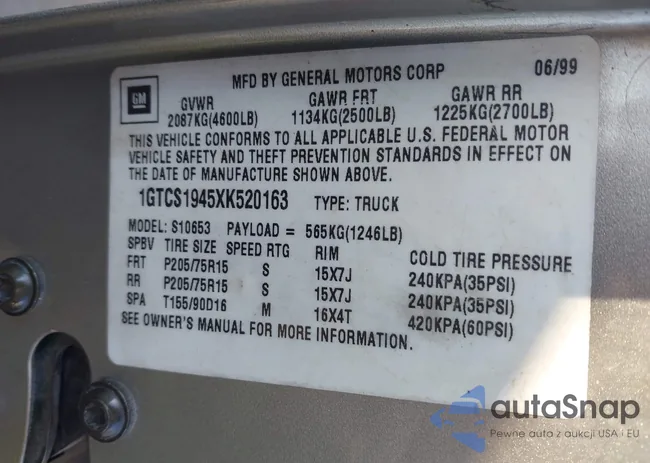 MFD BY GENERAL MOTORS CORP 06/99
GM
GVWR GAWR FRT GAWR RR
2087KG(4600LB) 1134KG(2500LB) 1225KG(2700LB)
THIS VEHICLE CONFORMS TO ALL APPLICABLE U.S. FEDERAL MOTOR
VEHICLE SAFETY AND THEFT PREVENTION STANDARDS IN EFFECT ON
THE DATE OF MANUFACTURE SHOWN ABOVE.
1GTCS1945XK520163 TYPE: TRUCK
MODEL: S10653 PAYLOAD = 565KG(1246LB)
SPBV TIRE SIZE SPEED RTG RIM COLD TIRE PRESSURE
FRT P205/75R15 S 15X7J 240KPA(35PSI)
RR P205/75R15 S 15X7J 240KPA(35PSI)
SPA T155/90D16 M 16X4T 420KPA(60PSI)
SEE OWNER'S MANUAL FOR MORE INFORMATION.
autaSnap
Pewne auta z aukcji USA i EU